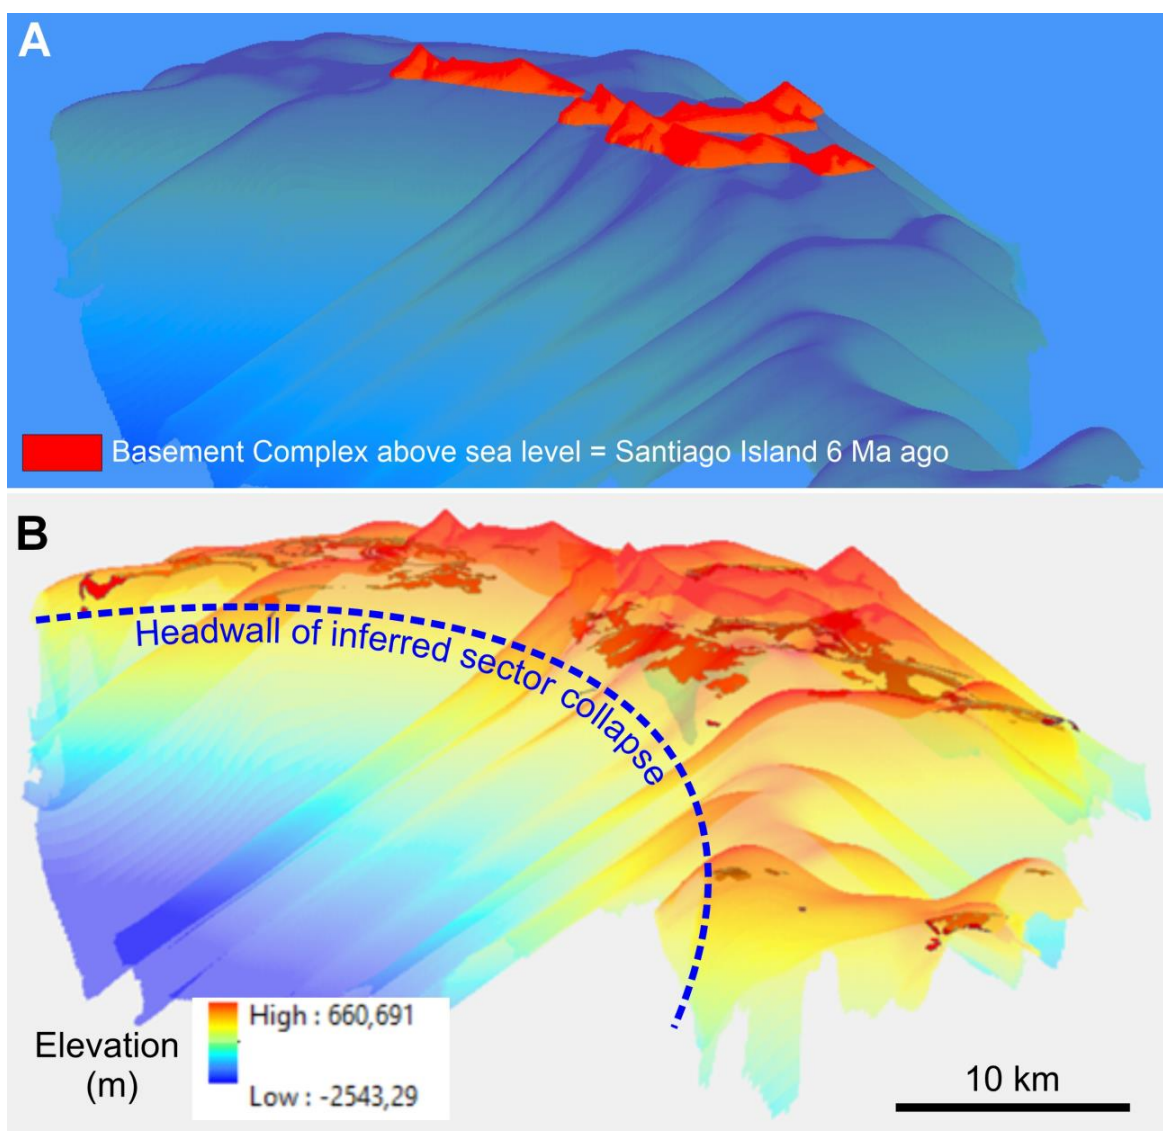 A
Basement Complex above sea level = Santiago Island 6 Ma ago
B
Headwall of inferred sector collapse
Elevation
(m)
High : 660,691
Low : -2543,29
10 km